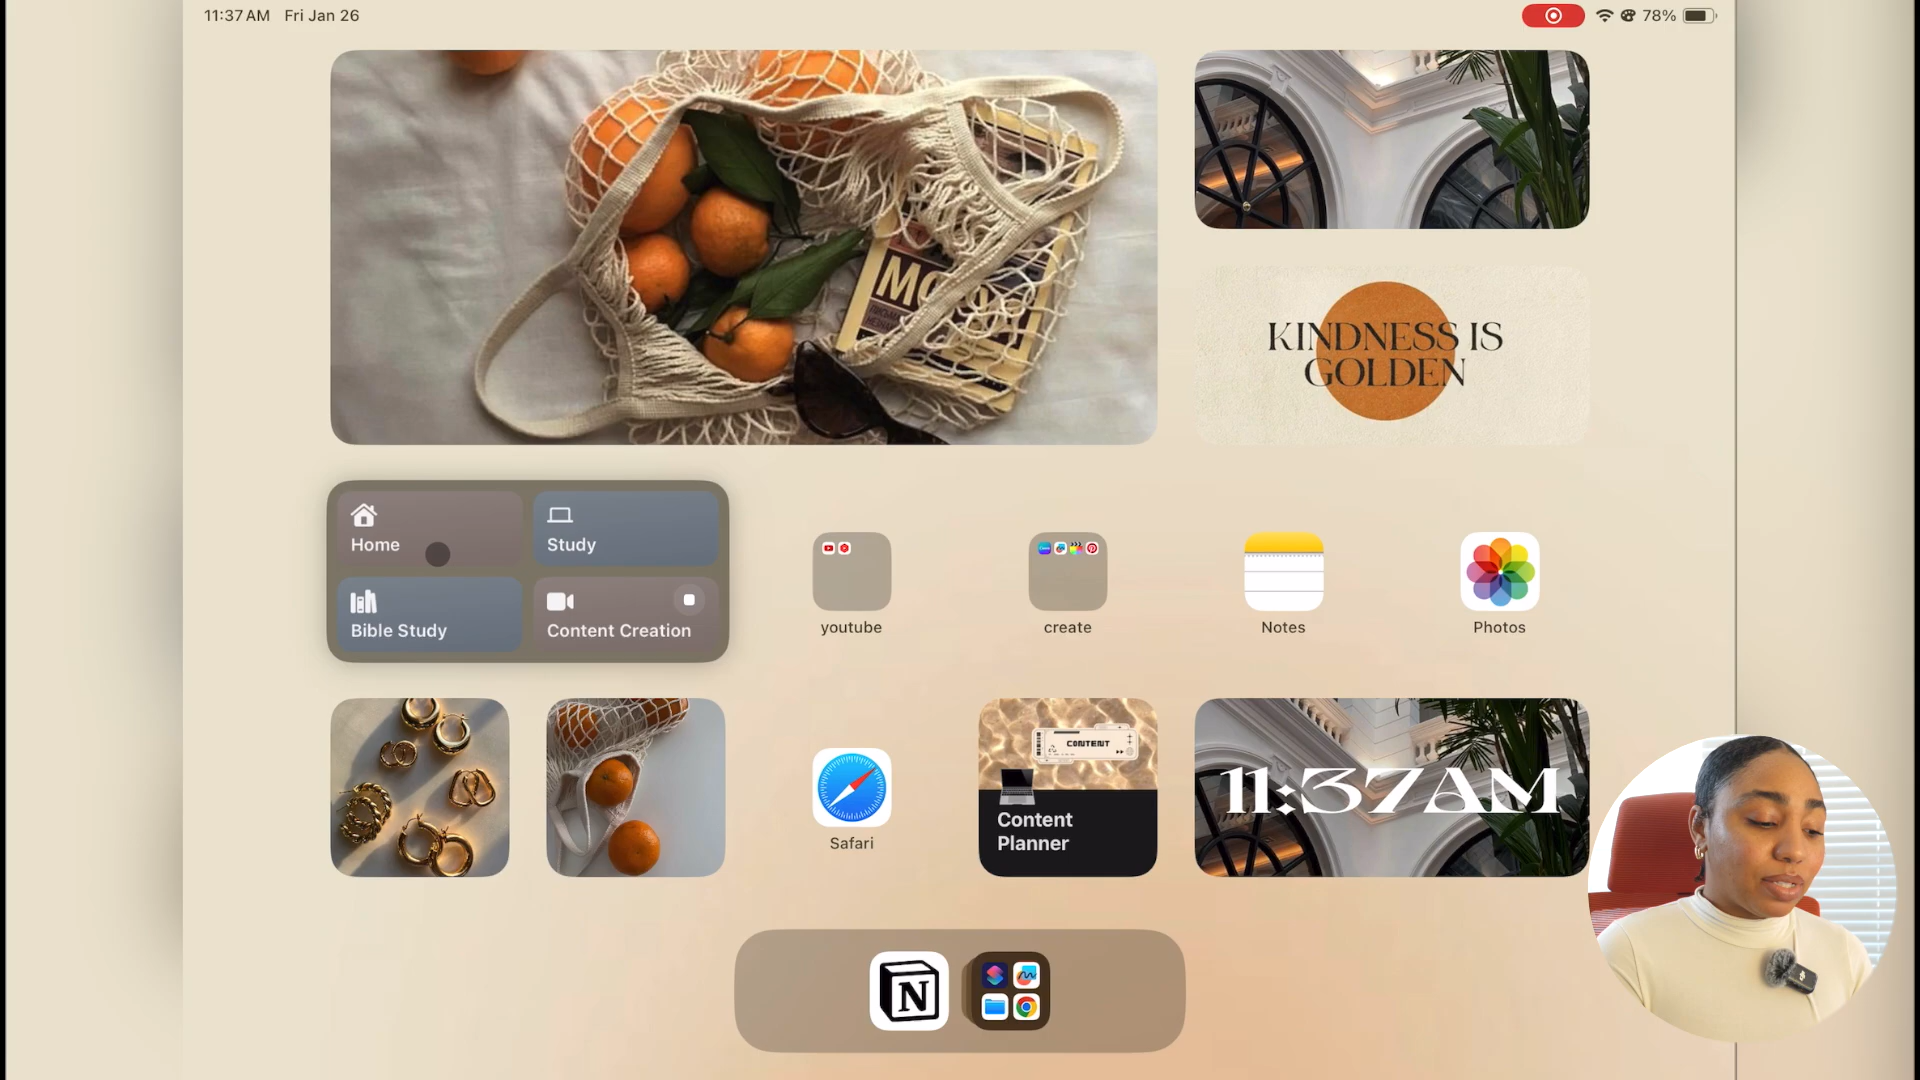 11:37 AM Fri Jan 26
78%
KINDNESS IS
GOLDEN
Home
Study
Bible Study
Content Creation
youtube
create
Notes
Photos
Safari
CONTENT
Content
Planner
11:37AM
N